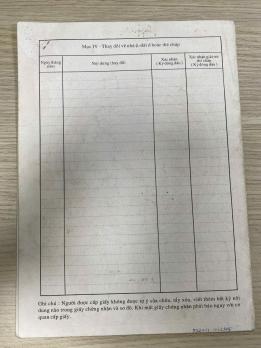 Mục IV - Thay đổi về nhà ở, đất ở hoặc thế chấp
Ngày tháng năm
Nội dung thay đổi
Xác nhận (Ký đóng dấu)
Xác nhận giải trừ thế chấp (Ký đóng dấu)
Ghi chú : Người được cấp giấy không được tự ý sửa chữa, tẩy xóa, viết thêm bất kỳ nội
dung nào trong giấy chứng nhận và sơ đồ. Khi mất giấy chứng nhận phải báo ngay với cơ
quan cấp giấy.